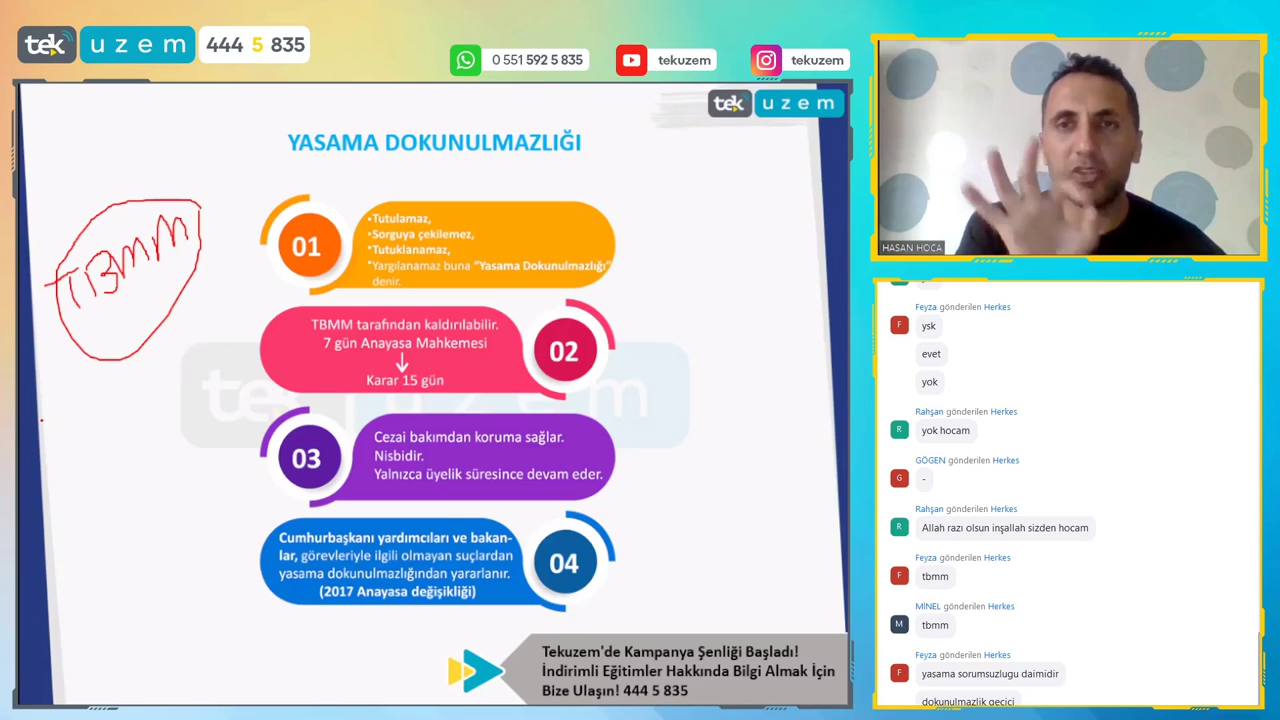 tek uzem 444 5 835
0 551 592 5 835
tekuzem
tekuzem
tek uzem
YASAMA DOKUNULMAZLIĞI
TBMM
01
•Tutulamaz,
•Sorguya çekilemez,
•Tutuklanamaz,
•Yargılanamaz buna "Yasama Dokunulmazlığı"
denir.
TBMM tarafından kaldırılabilir.
7 gün Anayasa Mahkemesi
↓
Karar 15 gün
02
tek uzem
03
Cezai bakımdan koruma sağlar.
Nisbidir.
Yalnızca üyelik süresince devam eder.
Cumhurbaşkanı yardımcıları ve bakan-
lar, görevleriyle ilgili olmayan suçlardan
yasama dokunulmazlığından yararlanır.
(2017 Anayasa değişikliği)
04
Tekuzem'de Kampanya Şenliği Başladı!
İndirimli Eğitimler Hakkında Bilgi Almak İçin
Bize Ulaşın! 444 5 835
HASAN HOCA
Feyza gönderilen Herkes
F ysk
evet
yok
Rahşan gönderilen Herkes
R yok hocam
GÖGEN gönderilen Herkes
G -
Rahşan gönderilen Herkes
R Allah razı olsun inşallah sizden hocam
Feyza gönderilen Herkes
F tbmm
MİNEL gönderilen Herkes
M tbmm
Feyza gönderilen Herkes
F yasama sorumsuzlugu daimidir
dokunulmazlik gecici